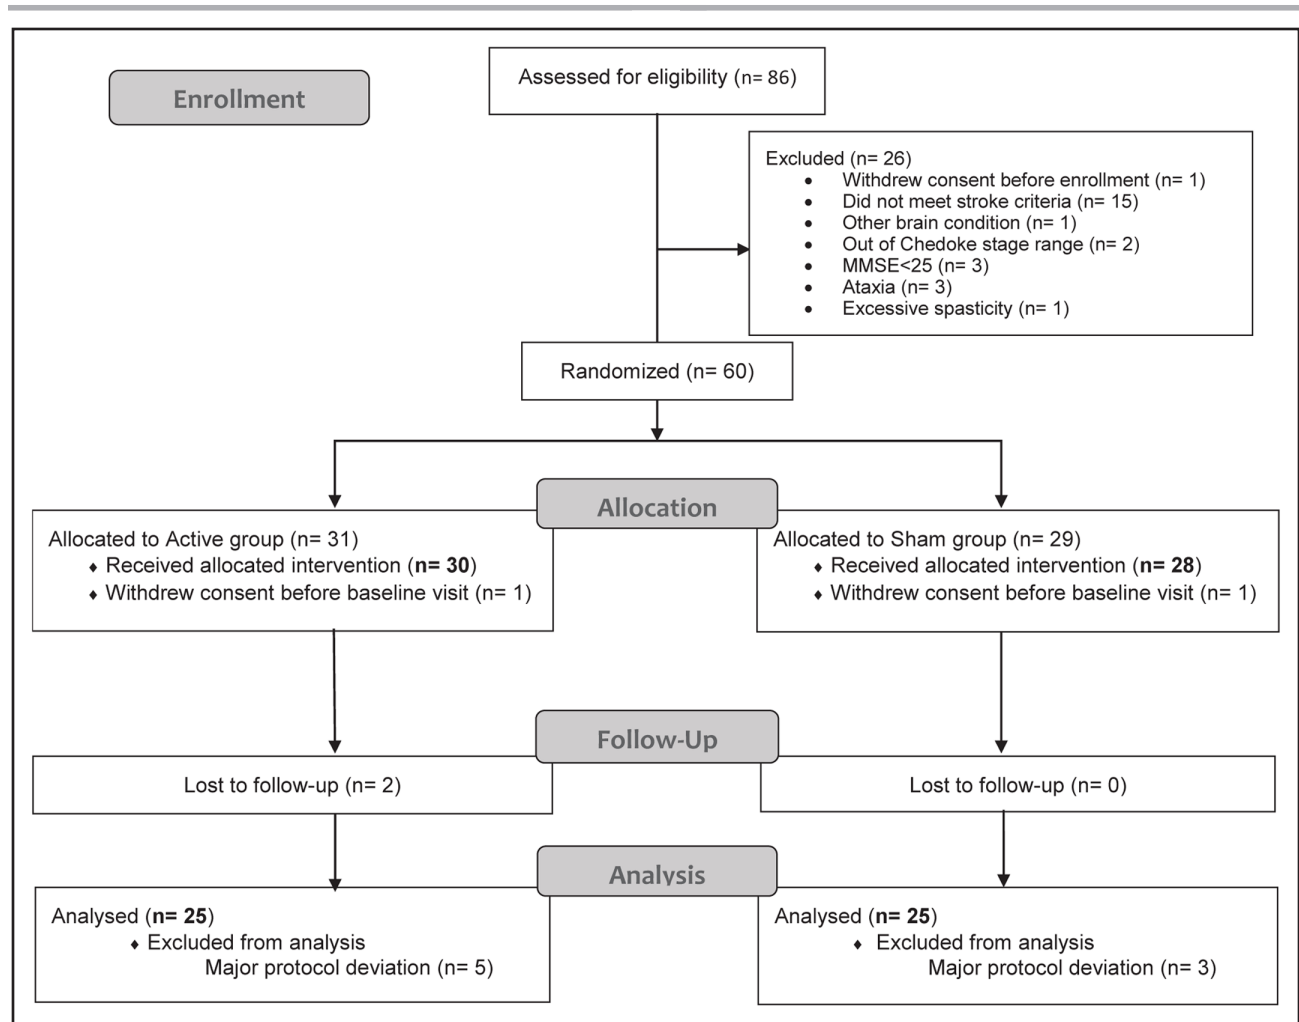 Assessed for eligibility (n= 86)
Enrollment
Excluded (n= 26)
• Withdrew consent before enrollment (n= 1)
• Did not meet stroke criteria (n= 15)
• Other brain condition (n= 1)
• Out of Chedoke stage range (n= 2)
• MMSE<25 (n= 3)
• Ataxia (n= 3)
• Excessive spasticity (n= 1)
Randomized (n= 60)
Allocation
Allocated to Active group (n= 31)
♦ Received allocated intervention (n= 30)
♦ Withdrew consent before baseline visit (n= 1)
Allocated to Sham group (n= 29)
♦ Received allocated intervention (n= 28)
♦ Withdrew consent before baseline visit (n= 1)
Follow-Up
Lost to follow-up (n= 2)
Lost to follow-up (n= 0)
Analysis
Analysed (n= 25)
♦ Excluded from analysis
Major protocol deviation (n= 5)
Analysed (n= 25)
♦ Excluded from analysis
Major protocol deviation (n= 3)